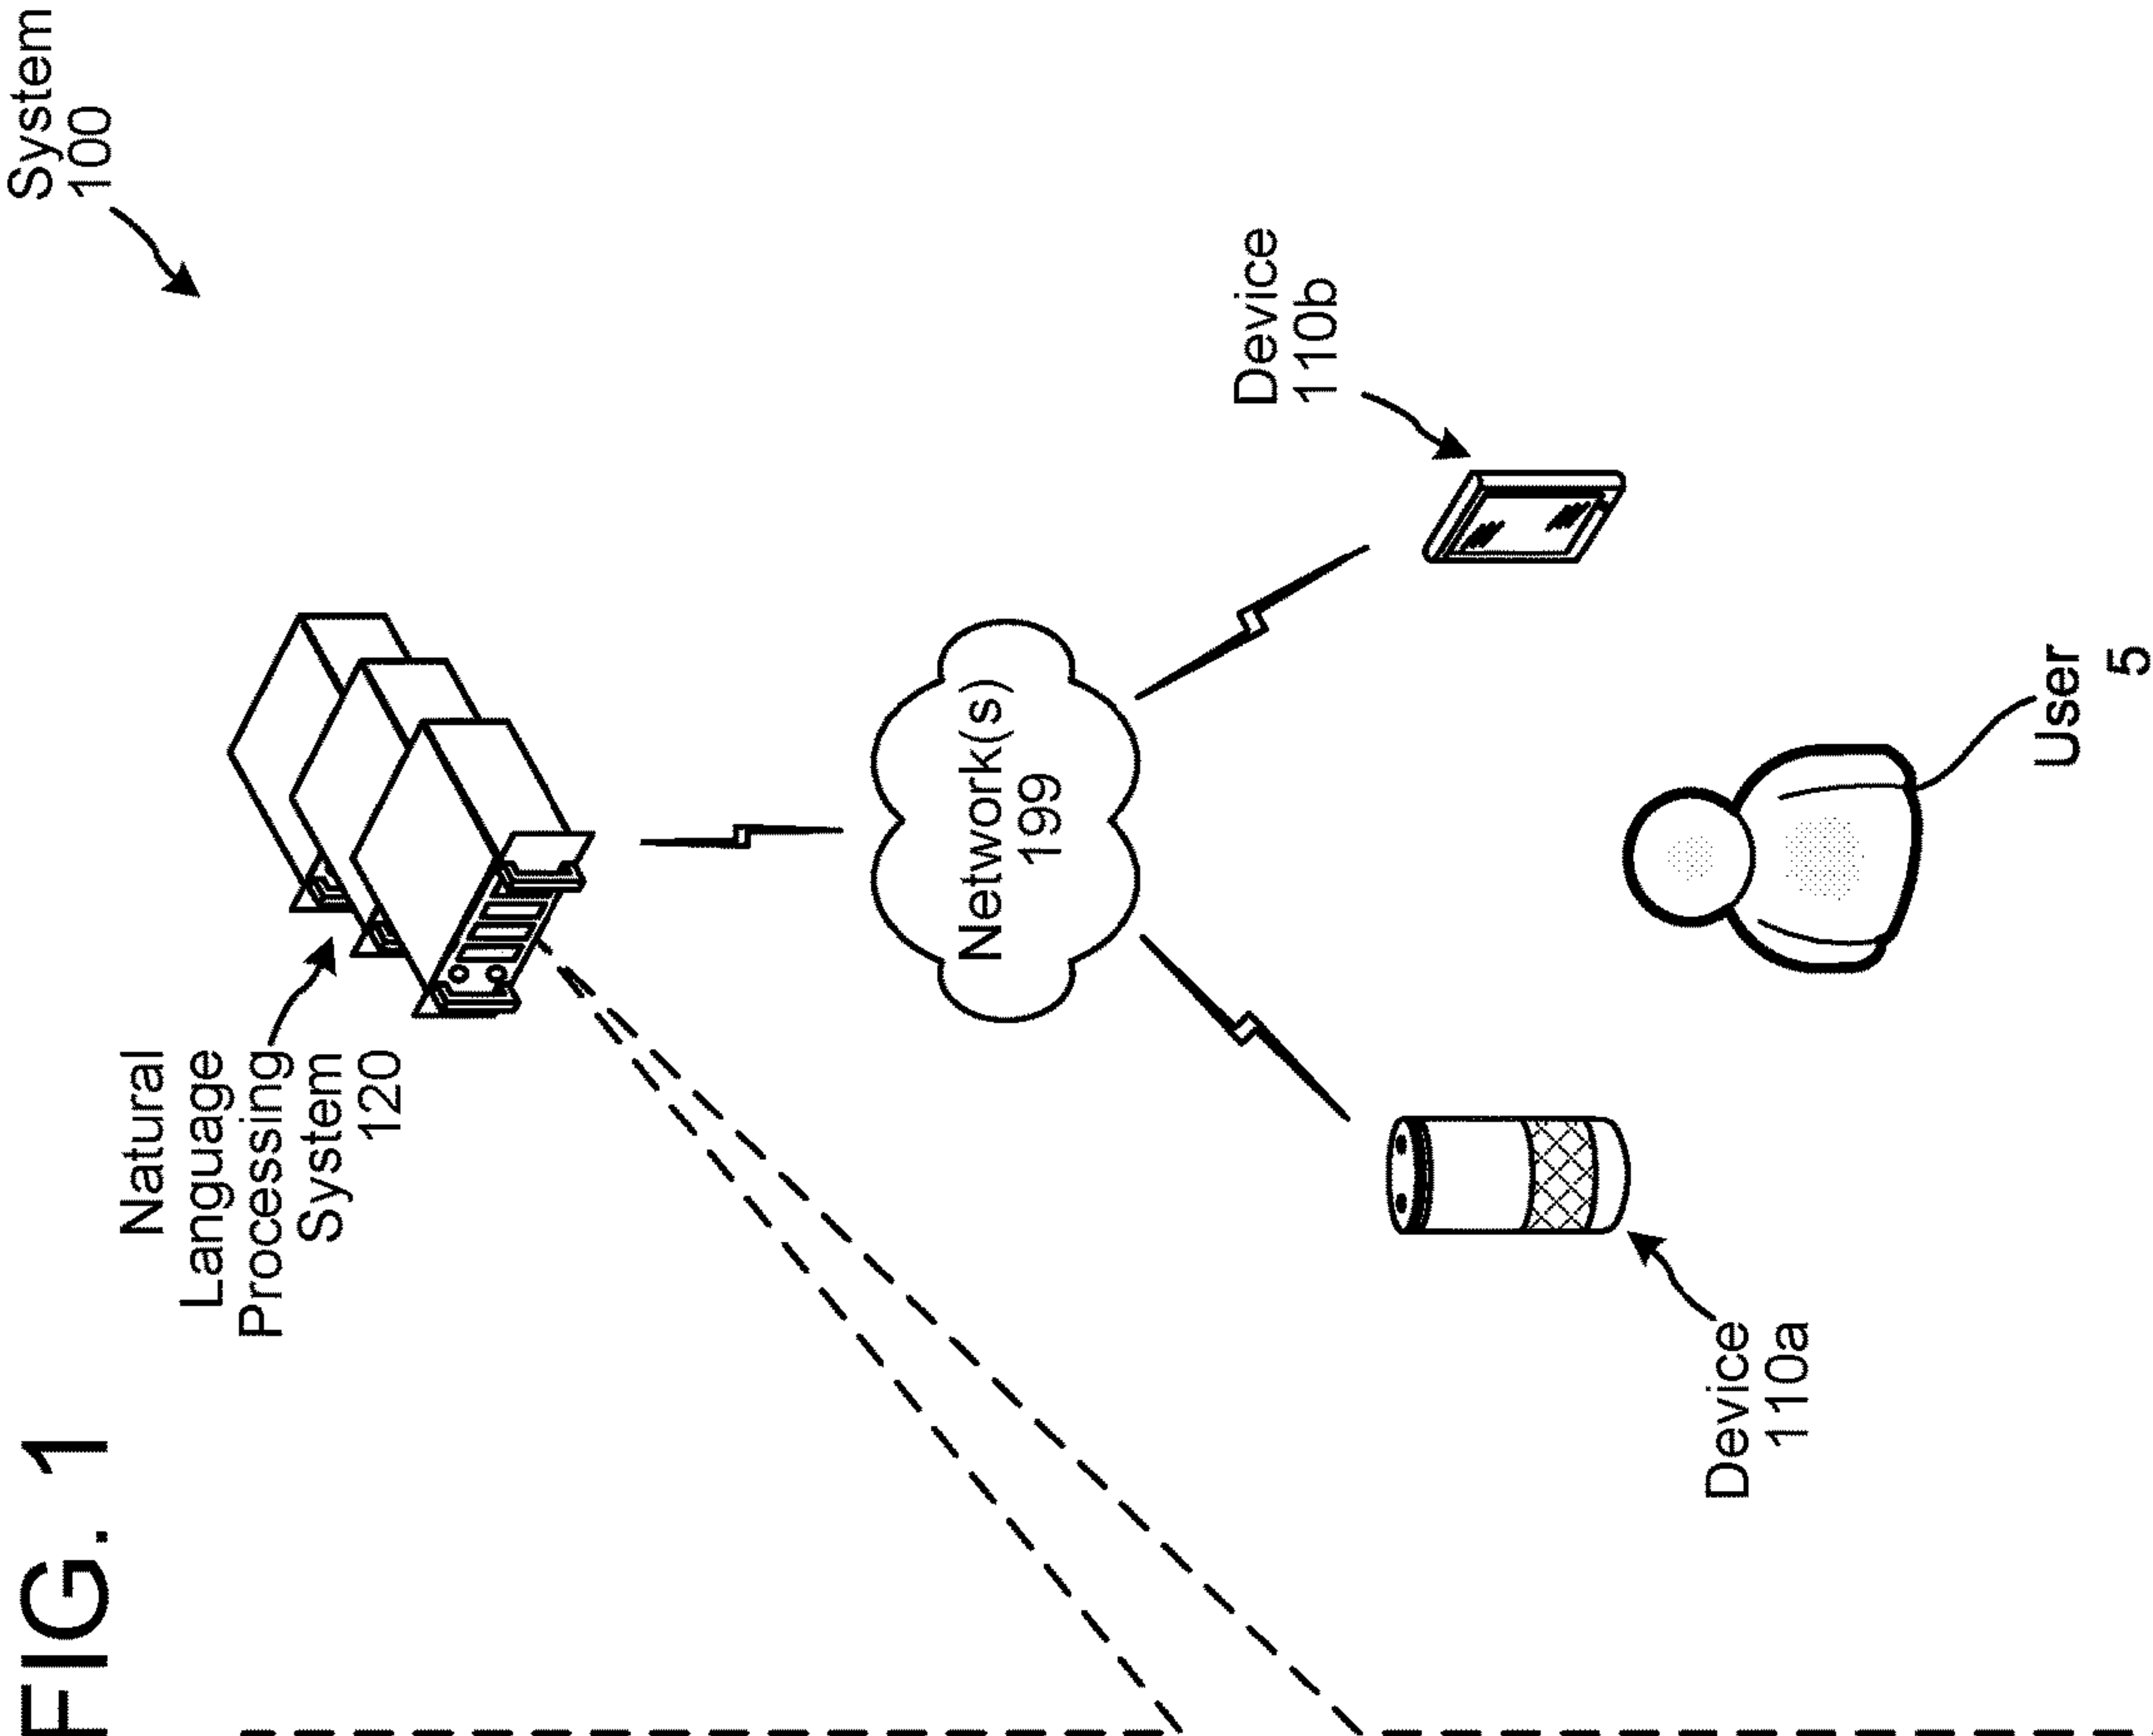 FIG. 1
System
100
Natural
Language
Processing
System
120
Network(s)
199
Device
110b
Device
110a
User
5